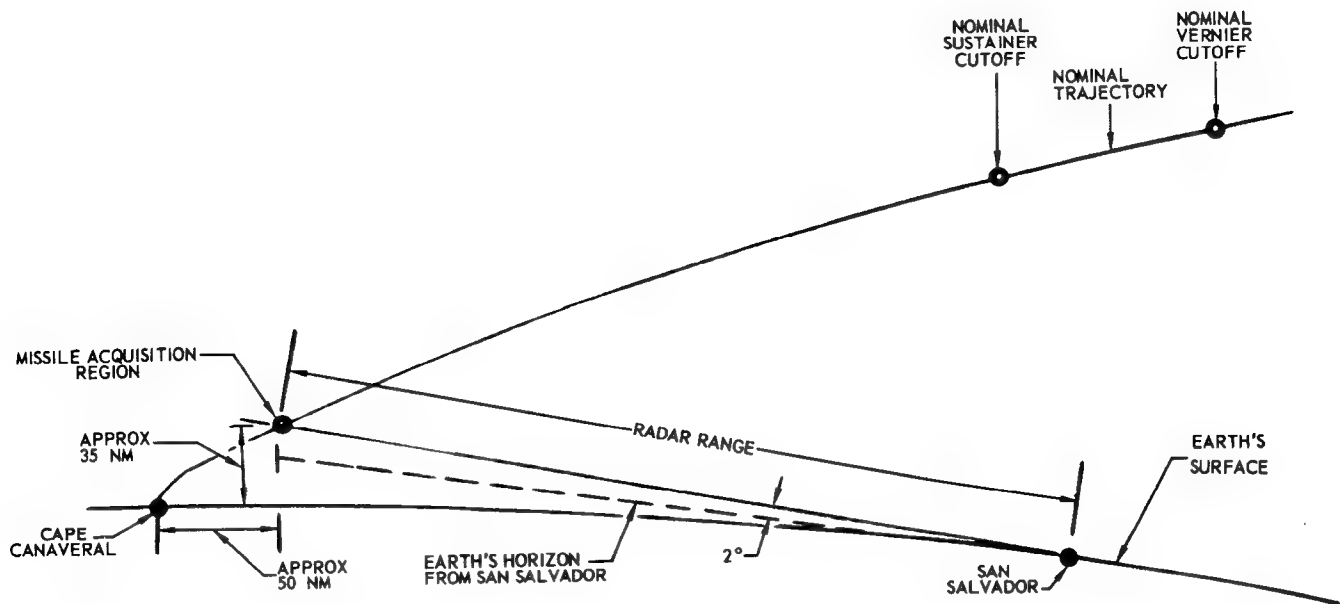 NOMINAL
SUSTAINER
CUTOFF
NOMINAL
VERNIER
CUTOFF
NOMINAL
TRAJECTORY
MISSILE ACQUISITION
REGION
APPROX
35 NM
RADAR RANGE
EARTH'S
SURFACE
CAPE
CANAVERAL
APPROX
50 NM
EARTH'S HORIZON
FROM SAN SALVADOR
2°
SAN
SALVADOR